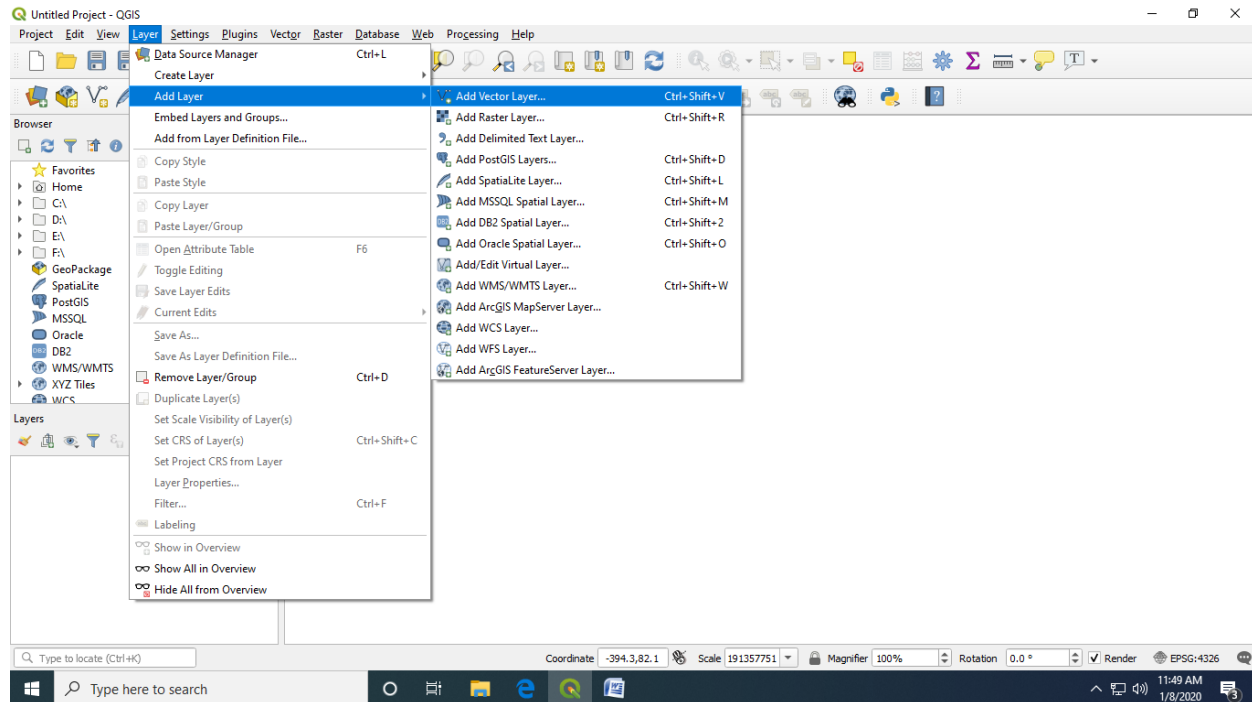 Untitled Project - QGIS
Project Edit View Layer Settings Plugins Vector Raster Database Web Processing Help
Data Source Manager Ctrl+L
Create Layer
Add Layer
Embed Layers and Groups...
Add from Layer Definition File...
Copy Style
Paste Style
Copy Layer
Paste Layer/Group
Open Attribute Table F6
Toggle Editing
Save Layer Edits
Current Edits
Save As...
Save As Layer Definition File...
Remove Layer/Group Ctrl+D
Duplicate Layer(s)
Set Scale Visibility of Layer(s)
Set CRS of Layer(s) Ctrl+Shift+C
Set Project CRS from Layer
Layer Properties...
Filter... Ctrl+F
Labeling
Show in Overview
Show All in Overview
Hide All from Overview
Add Vector Layer... Ctrl+Shift+V
Add Raster Layer... Ctrl+Shift+R
Add Delimited Text Layer...
Add PostGIS Layers... Ctrl+Shift+D
Add SpatiaLite Layer... Ctrl+Shift+L
Add MSSQL Spatial Layer... Ctrl+Shift+M
Add DB2 Spatial Layer... Ctrl+Shift+2
Add Oracle Spatial Layer... Ctrl+Shift+O
Add/Edit Virtual Layer...
Add WMS/WMTS Layer... Ctrl+Shift+W
Add ArcGIS MapServer Layer...
Add WCS Layer...
Add WFS Layer...
Add ArcGIS FeatureServer Layer...
Browser
Favorites
Home
C:\
D:\
E:\
F:\
GeoPackage
SpatiaLite
PostGIS
MSSQL
Oracle
DB2
WMS/WMTS
XYZ Tiles
WCS
Layers
Type to locate (Ctrl+K)
Coordinate -394.3,82.1 Scale 191357751 Magnifier 100% Rotation 0.0 ° Render EPSG:4326
Type here to search
11:49 AM
1/8/2020
3